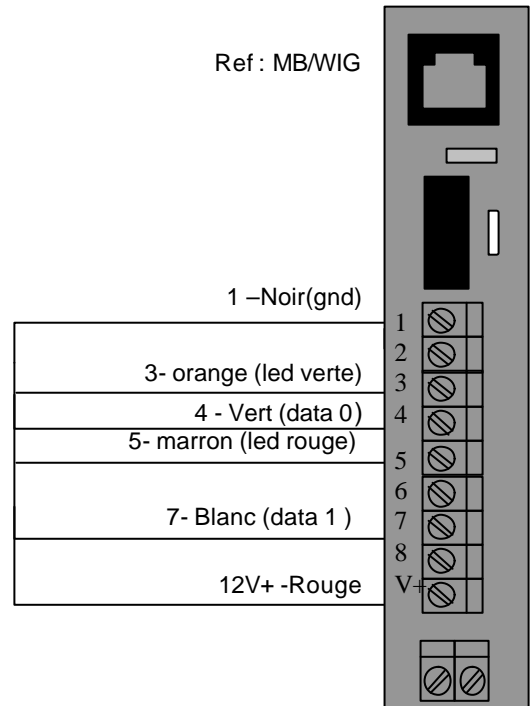 Ref : MB/WIG
1 –Noir(gnd)
1
2
3- orange (led verte)
3
4 - Vert (data 0)
4
5- marron (led rouge)
5
6
7- Blanc (data 1 )
7
8
12V+ -Rouge
V+